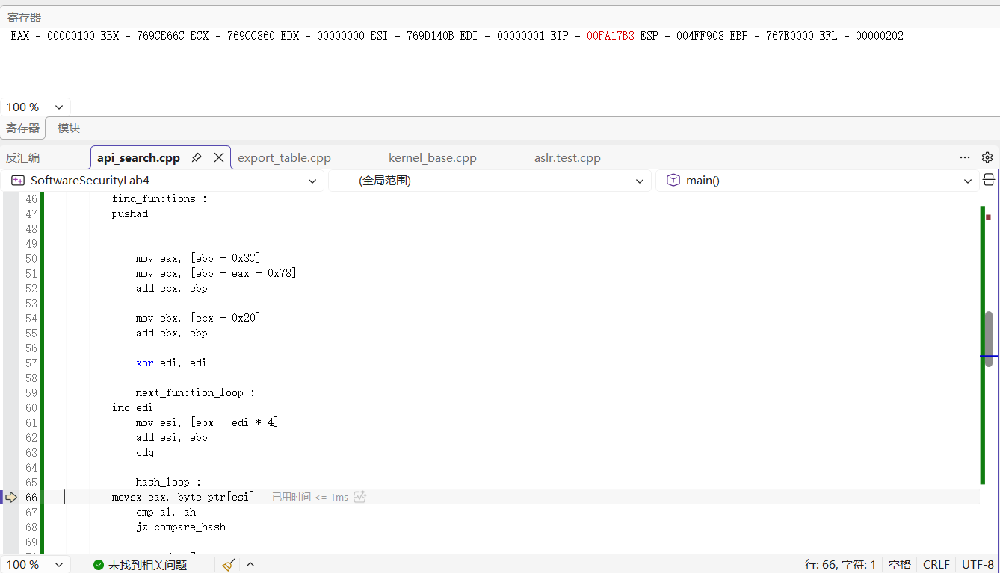 寄存器
EAX = 00000100 EBX = 769CE66C ECX = 769CC860 EDX = 00000000 ESI = 769D140B EDI = 00000001 EIP = 00FA17B3 ESP = 004FF908 EBP = 767E0000 EFL = 00000202
100 %
寄存器 模块
反汇编 api_search.cpp export_table.cpp kernel_base.cpp aslr.test.cpp
SoftwareSecurityLab4 (全局范围) main()
46 find_functions :
47 pushad
48
49
50 mov eax, [ebp + 0x3C]
51 mov ecx, [ebp + eax + 0x78]
52 add ecx, ebp
53
54 mov ebx, [ecx + 0x20]
55 add ebx, ebp
56
57 xor edi, edi
58
59 next_function_loop :
60 inc edi
61 mov esi, [ebx + edi * 4]
62 add esi, ebp
63 cdq
64
65 hash_loop :
66 movsx eax, byte ptr[esi] 已用时间 <= 1ms
67 cmp al, ah
68 jz compare_hash
69
100 % 未找到相关问题 行: 66, 字符: 1 空格 CRLF UTF-8